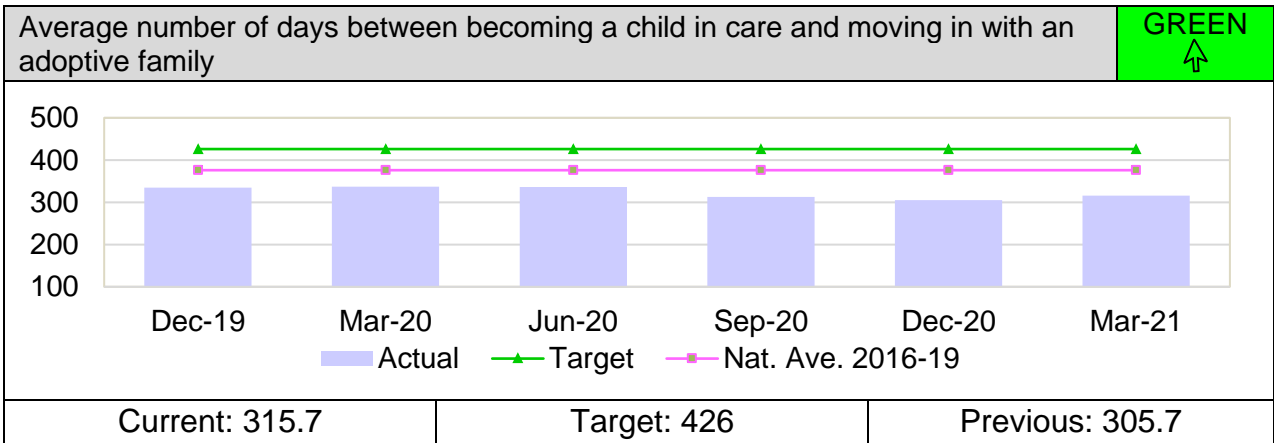 Average number of days between becoming a child in care and moving in with an
adoptive family
GREEN
500
400
300
200
100
Dec-19 Mar-20 Jun-20 Sep-20 Dec-20 Mar-21
Actual Target Nat. Ave. 2016-19
Current: 315.7 Target: 426 Previous: 305.7